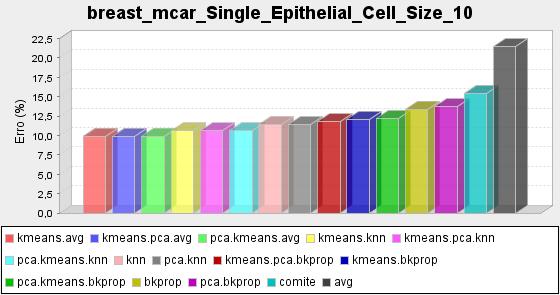 breast_mcar_Single_Epithelial_Cell_Size_10
Erro (%)
22,5
20,0
17,5
15,0
12,5
10,0
7,5
5,0
2,5
0,0
kmeans.avg kmeans.pca.avg pca.kmeans.avg kmeans.knn kmeans.pca.knn
pca.kmeans.knn knn pca.knn kmeans.pca.bkprop kmeans.bkprop
pca.kmeans.bkprop bkprop pca.bkprop comite avg